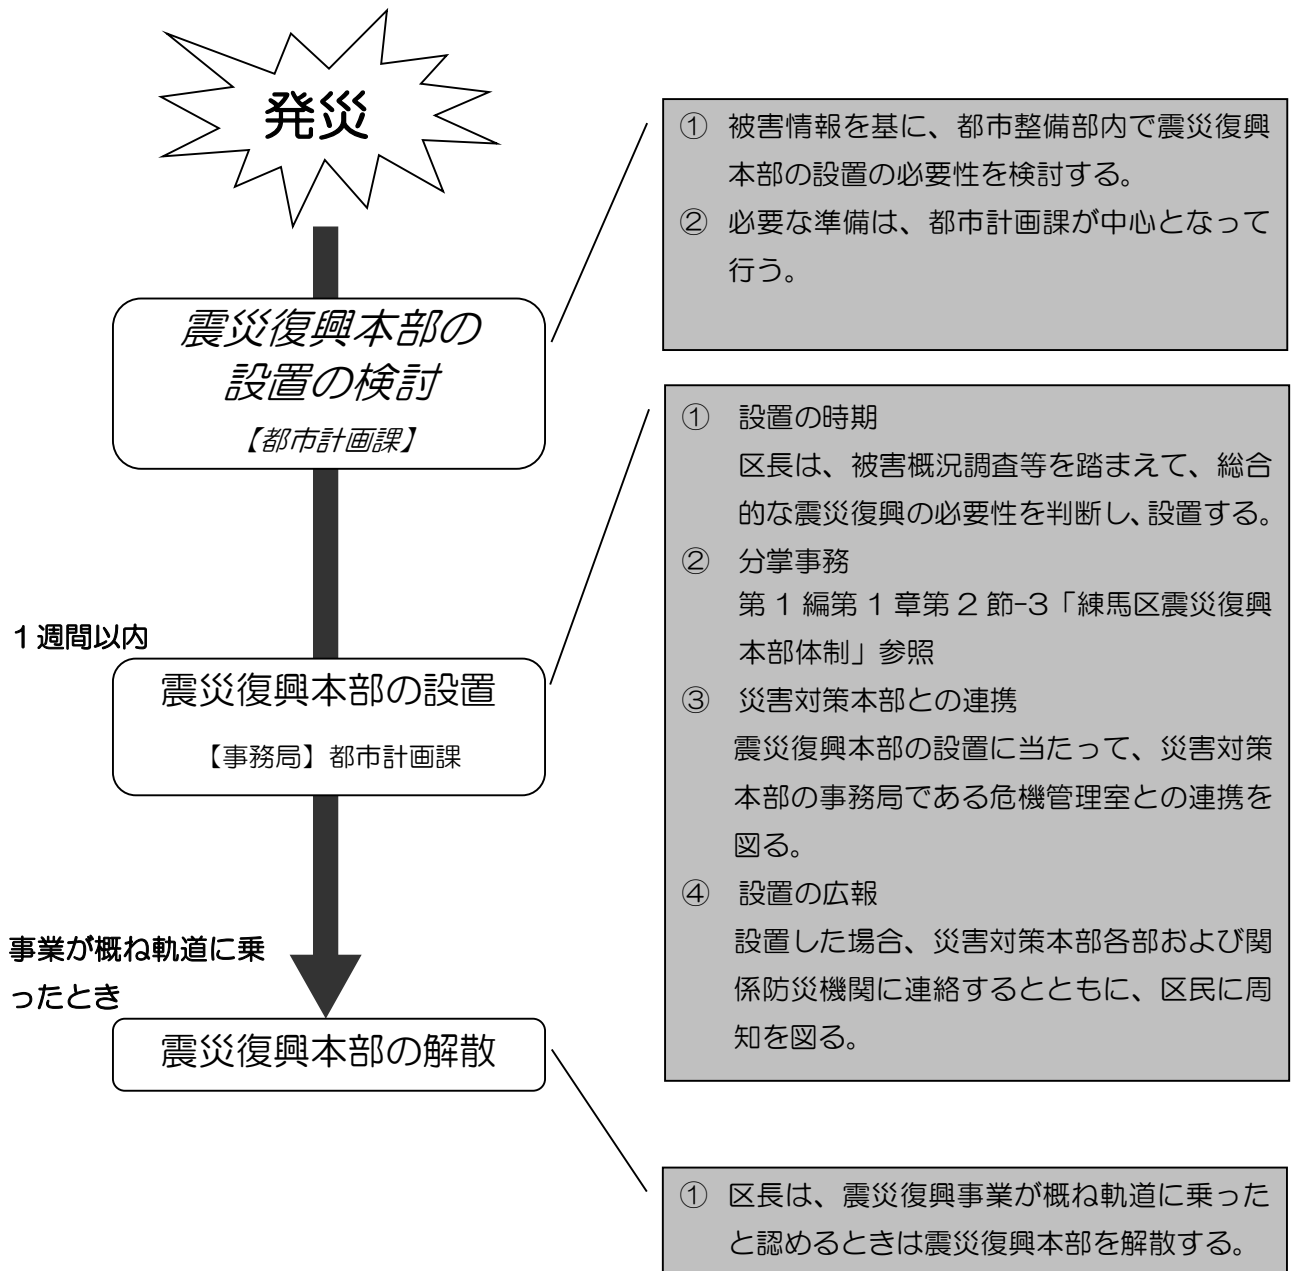 発災
① 被害情報を基に、都市整備部内で震災復興
本部の設置の必要性を検討する。
② 必要な準備は、都市計画課が中心となって
行う。
震災復興本部の
設置の検討
【都市計画課】
① 設置の時期
区長は、被害概況調査等を踏まえて、総合
的な震災復興の必要性を判断し、設置する。
② 分掌事務
第1編第1章第2節-3「練馬区震災復興
本部体制」参照
③ 災害対策本部との連携
震災復興本部の設置に当たって、災害対策
本部の事務局である危機管理室との連携を
図る。
④ 設置の広報
設置した場合、災害対策本部各部および関
係防災機関に連絡するとともに、区民に周
知を図る。
1週間以内
震災復興本部の設置
【事務局】都市計画課
事業が概ね軌道に乗
ったとき
震災復興本部の解散
① 区長は、震災復興事業が概ね軌道に乗った
と認めるときは震災復興本部を解散する。